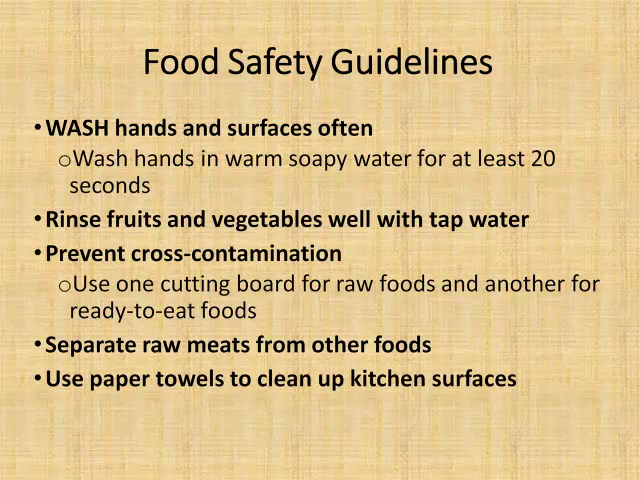 Food Safety Guidelines
•WASH hands and surfaces often
oWash hands in warm soapy water for at least 20
seconds
•Rinse fruits and vegetables well with tap water
•Prevent cross-contamination
oUse one cutting board for raw foods and another for
ready-to-eat foods
•Separate raw meats from other foods
•Use paper towels to clean up kitchen surfaces